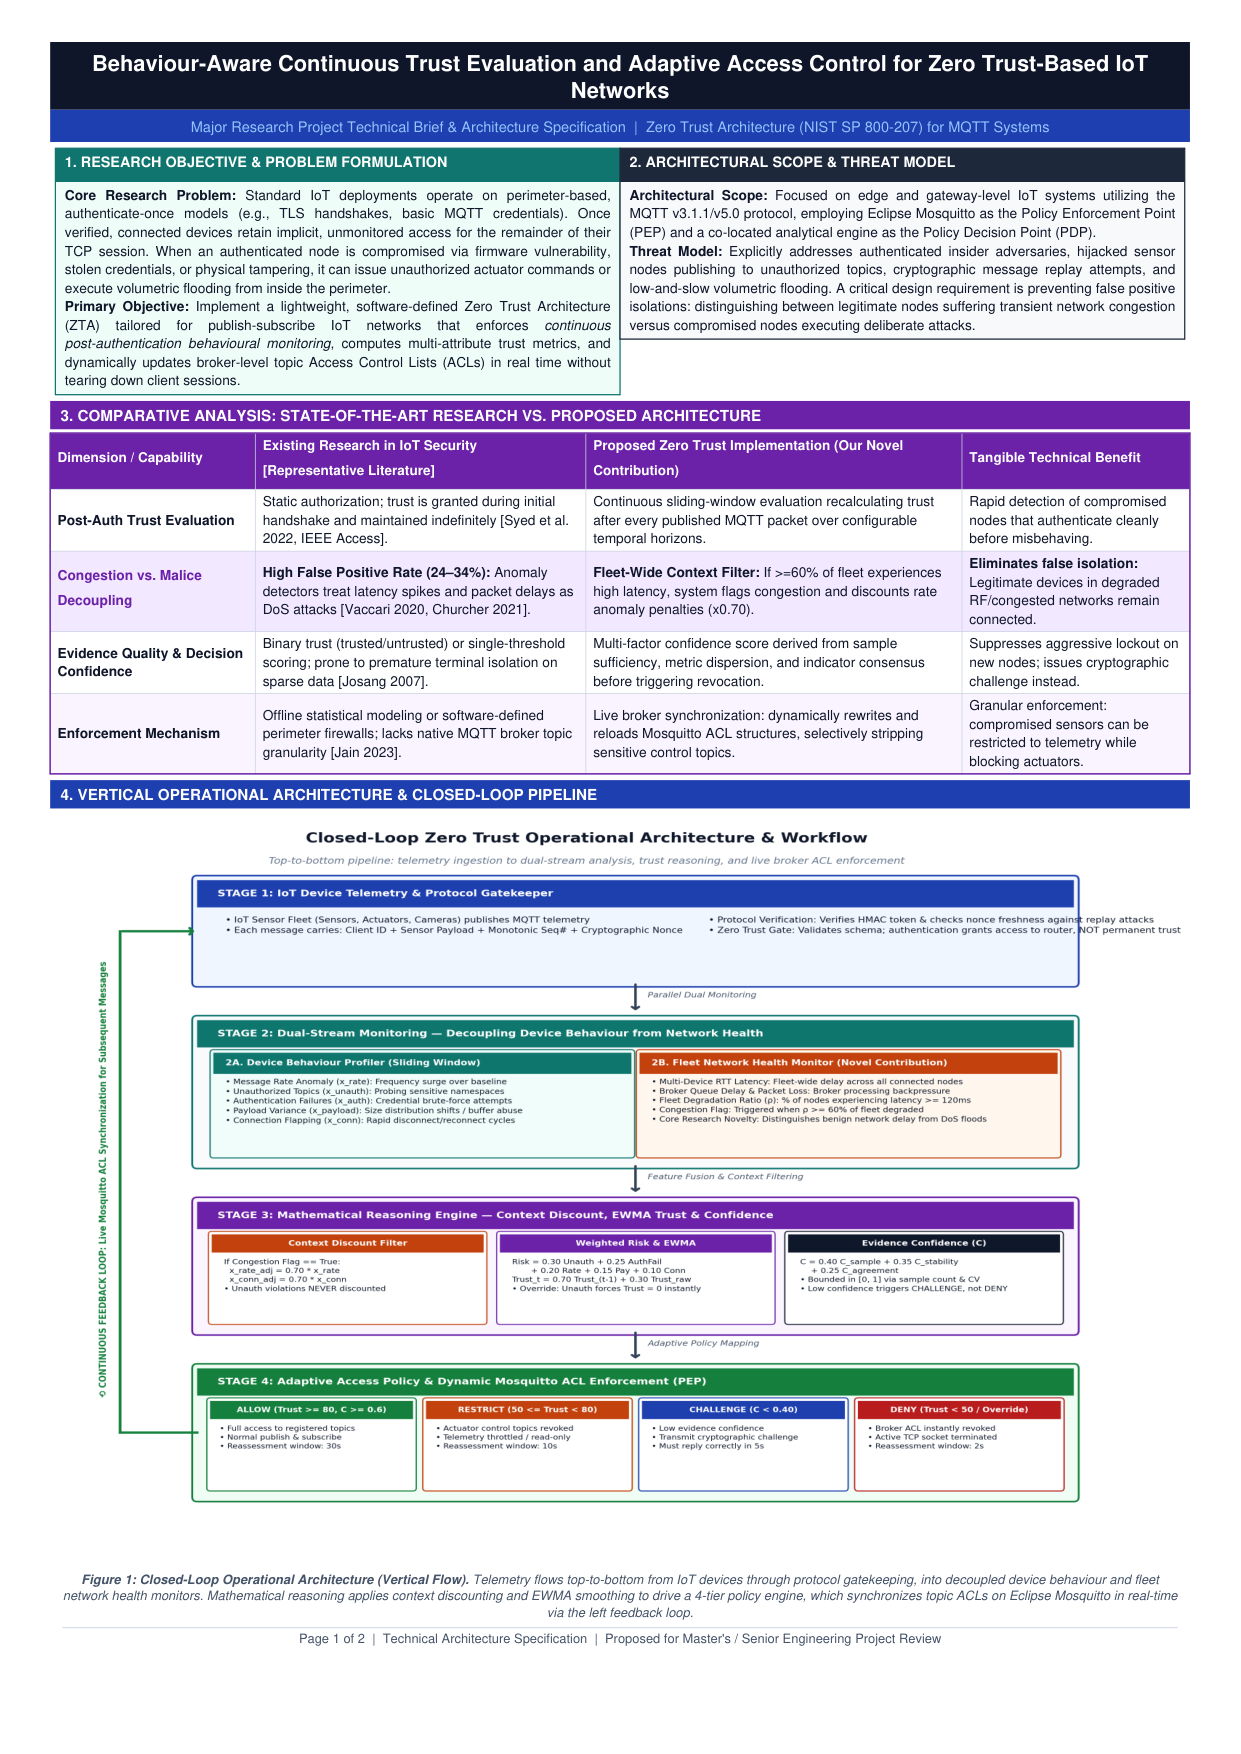 Behaviour-Aware Continuous Trust Evaluation and Adaptive Access Control for Zero Trust-Based IoT
Networks
Major Research Project Technical Brief & Architecture Specification | Zero Trust Architecture (NIST SP 800-207) for MQTT Systems
1. RESEARCH OBJECTIVE & PROBLEM FORMULATION
Core Research Problem: Standard IoT deployments operate on perimeter-based,
authenticate-once models (e.g., TLS handshakes, basic MQTT credentials). Once
verified, connected devices retain implicit, unmonitored access for the remainder of their
TCP session. When an authenticated node is compromised via firmware vulnerability,
stolen credentials, or physical tampering, it can issue unauthorized actuator commands or
execute volumetric flooding from inside the perimeter.
Primary Objective: Implement a lightweight, software-defined Zero Trust Architecture
(ZTA) tailored for publish-subscribe IoT networks that enforces continuous
post-authentication behavioural monitoring, computes multi-attribute trust metrics, and
dynamically updates broker-level topic Access Control Lists (ACLs) in real time without
tearing down client sessions.
2. ARCHITECTURAL SCOPE & THREAT MODEL
Architectural Scope: Focused on edge and gateway-level IoT systems utilizing the
MQTT v3.1.1/v5.0 protocol, employing Eclipse Mosquitto as the Policy Enforcement Point
(PEP) and a co-located analytical engine as the Policy Decision Point (PDP).
Threat Model: Explicitly addresses authenticated insider adversaries, hijacked sensor
nodes publishing to unauthorized topics, cryptographic message replay attempts, and
low-and-slow volumetric flooding. A critical design requirement is preventing false positive
isolations: distinguishing between legitimate nodes suffering transient network congestion
versus compromised nodes executing deliberate attacks.
3. COMPARATIVE ANALYSIS: STATE-OF-THE-ART RESEARCH VS. PROPOSED ARCHITECTURE
Dimension / Capability
Existing Research in IoT Security
[Representative Literature]
Proposed Zero Trust Implementation (Our Novel
Contribution)
Tangible Technical Benefit
Post-Auth Trust Evaluation
Static authorization; trust is granted during initial
handshake and maintained indefinitely [Syed et al.
2022, IEEE Access].
Continuous sliding-window evaluation recalculating trust
after every published MQTT packet over configurable
temporal horizons.
Rapid detection of compromised
nodes that authenticate cleanly
before misbehaving.
Congestion vs. Malice
Decoupling
High False Positive Rate (24–34%): Anomaly
detectors treat latency spikes and packet delays as
DoS attacks [Vaccari 2020, Churcher 2021].
Fleet-Wide Context Filter: If >=60% of fleet experiences
high latency, system flags congestion and discounts rate
anomaly penalties (x0.70).
Eliminates false isolation:
Legitimate devices in degraded
RF/congested networks remain
connected.
Evidence Quality & Decision
Confidence
Binary trust (trusted/untrusted) or single-threshold
scoring; prone to premature terminal isolation on
sparse data [Josang 2007].
Multi-factor confidence score derived from sample
sufficiency, metric dispersion, and indicator consensus
before triggering revocation.
Suppresses aggressive lockout on
new nodes; issues cryptographic
challenge instead.
Enforcement Mechanism
Offline statistical modeling or software-defined
perimeter firewalls; lacks native MQTT broker topic
granularity [Jain 2023].
Live broker synchronization: dynamically rewrites and
reloads Mosquitto ACL structures, selectively stripping
sensitive control topics.
Granular enforcement:
compromised sensors can be
restricted to telemetry while
blocking actuators.
4. VERTICAL OPERATIONAL ARCHITECTURE & CLOSED-LOOP PIPELINE
Closed-Loop Zero Trust Operational Architecture & Workflow
Top-to-bottom pipeline: telemetry ingestion to dual-stream analysis, trust reasoning, and live broker ACL enforcement
STAGE 1: IoT Device Telemetry & Protocol Gatekeeper
• IoT Sensor Fleet (Sensors, Actuators, Cameras) publishes MQTT telemetry
• Each message carries: Client ID + Sensor Payload + Monotonic Seq# + Cryptographic Nonce
• Protocol Verification: Verifies HMAC token & checks nonce freshness against replay attacks
• Zero Trust Gate: Validates schema; authentication grants access to router, NOT permanent trust
Parallel Dual Monitoring
STAGE 2: Dual-Stream Monitoring — Decoupling Device Behaviour from Network Health
2A. Device Behaviour Profiler (Sliding Window)
• Message Rate Anomaly (x_rate): Frequency surge over baseline
• Unauthorized Topics (x_unauth): Probing sensitive namespaces
• Authentication Failures (x_auth): Credential brute-force attempts
• Payload Variance (x_payload): Size distribution shifts / buffer abuse
• Connection Flapping (x_conn): Rapid disconnect/reconnect cycles
2B. Fleet Network Health Monitor (Novel Contribution)
• Multi-Device RTT Latency: Fleet-wide delay across all connected nodes
• Broker Queue Delay & Packet Loss: Broker processing backpressure
• Fleet Degradation Ratio (ρ): % of nodes experiencing latency >= 120ms
• Congestion Flag: Triggered when ρ >= 60% of fleet degraded
• Core Research Novelty: Distinguishes benign network delay from DoS floods
Feature Fusion & Context Filtering
STAGE 3: Mathematical Reasoning Engine — Context Discount, EWMA Trust & Confidence
Context Discount Filter
If Congestion Flag == True:
x_rate_adj = 0.70 * x_rate
x_conn_adj = 0.70 * x_conn
• Unauth violations NEVER discounted
Weighted Risk & EWMA
Risk = 0.30 Unauth + 0.25 AuthFail
+ 0.20 Rate + 0.15 Pay + 0.10 Conn
Trust_t = 0.70 Trust_(t-1) + 0.30 Trust_raw
• Override: Unauth forces Trust = 0 instantly
Evidence Confidence (C)
C = 0.40 C_sample + 0.35 C_stability
+ 0.25 C_agreement
• Bounded in [0, 1] via sample count & CV
• Low confidence triggers CHALLENGE, not DENY
Adaptive Policy Mapping
STAGE 4: Adaptive Access Policy & Dynamic Mosquitto ACL Enforcement (PEP)
ALLOW (Trust >= 80, C >= 0.6)
• Full access to registered topics
• Normal publish & subscribe
• Reassessment window: 30s
RESTRICT (50 <= Trust < 80)
• Actuator control topics revoked
• Telemetry throttled / read-only
• Reassessment window: 10s
CHALLENGE (C < 0.40)
• Low evidence confidence
• Transmit cryptographic challenge
• Must reply correctly in 5s
DENY (Trust < 50 / Override)
• Broker ACL instantly revoked
• Active TCP socket terminated
• Reassessment window: 2s
⟲ CONTINUOUS FEEDBACK LOOP: Live Mosquitto ACL Synchronization for Subsequent Messages
Figure 1: Closed-Loop Operational Architecture (Vertical Flow). Telemetry flows top-to-bottom from IoT devices through protocol gatekeeping, into decoupled device behaviour and fleet
network health monitors. Mathematical reasoning applies context discounting and EWMA smoothing to drive a 4-tier policy engine, which synchronizes topic ACLs on Eclipse Mosquitto in real-time
via the left feedback loop.
Page 1 of 2 | Technical Architecture Specification | Proposed for Master's / Senior Engineering Project Review